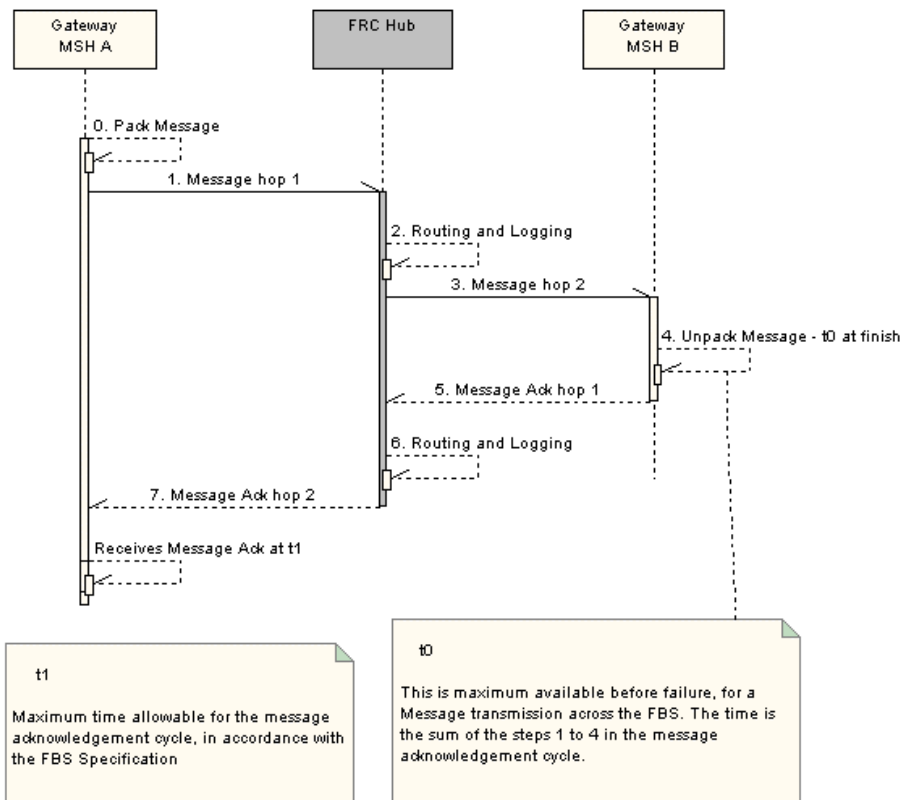 Gateway
MSH A
FRC Hub
Gateway
MSH B
0. Pack Message
1. Message hop 1
2. Routing and Logging
3. Message hop 2
4. Unpack Message - t0 at finish
5. Message Ack hop 1
6. Routing and Logging
7. Message Ack hop 2
Receives Message Ack at t1
t1
Maximum time allowable for the message
acknowledgement cycle, in accordance with
the FBS Specification
t0
This is maximum available before failure, for a
Message transmission across the FBS. The time is
the sum of the steps 1 to 4 in the message
acknowledgement cycle.